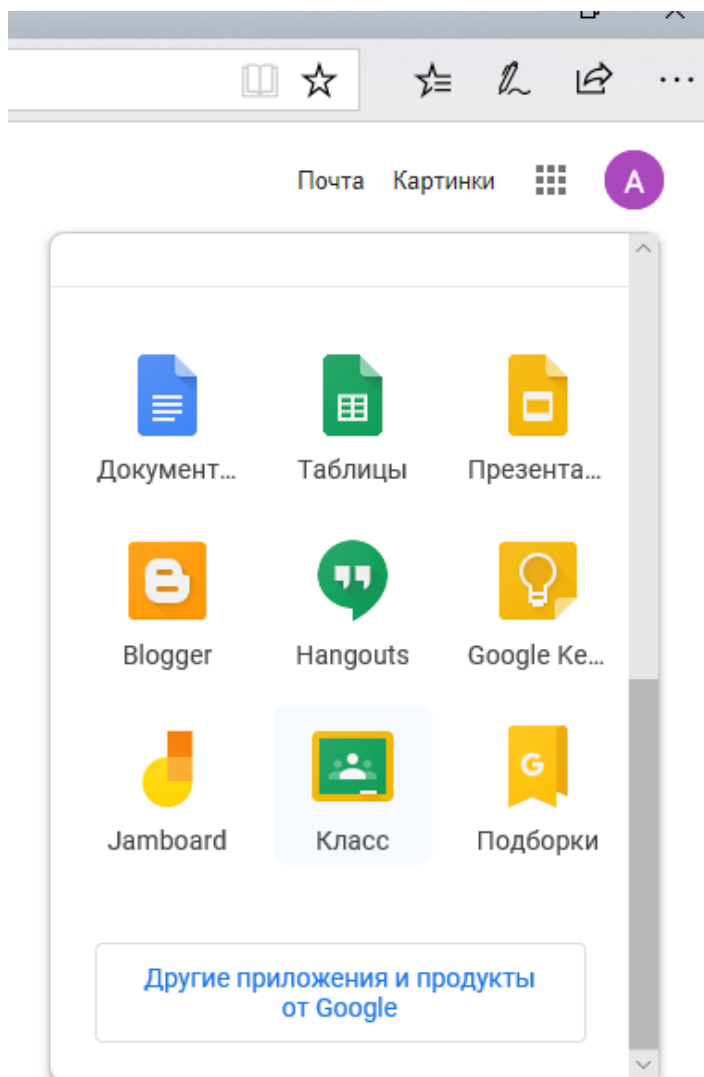 Почта Картинки A
Документ... Таблицы Презента...
Blogger Hangouts Google Ke...
G
Jamboard Класс Подборки
Другие приложения и продукты
от Google